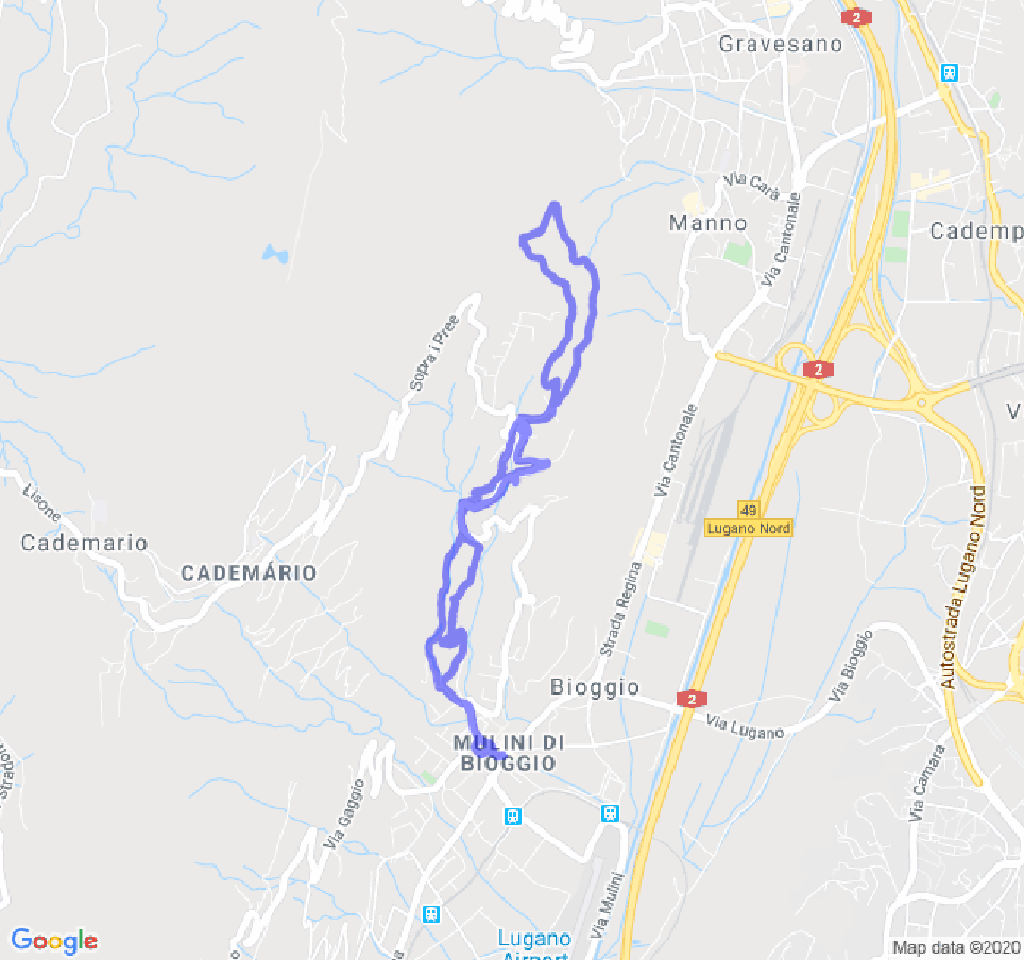 2
Gravesano
Via Carà
Manno
Cademp
Via Cantonale
Sopra i Pree
2
V
Via Cantonale
Lisone
49
Lugano Nord
Autostrada Lugano Nord
Cademario
CADEMÁRIO
Strada Regina
Via Bioggio
Bioggio
2
Via Lugano
MULINI DI
BIOGGIO
Via Camara
Via Gaggio
Via Mulini
Lugano
Airport
Google
Map data ©2020